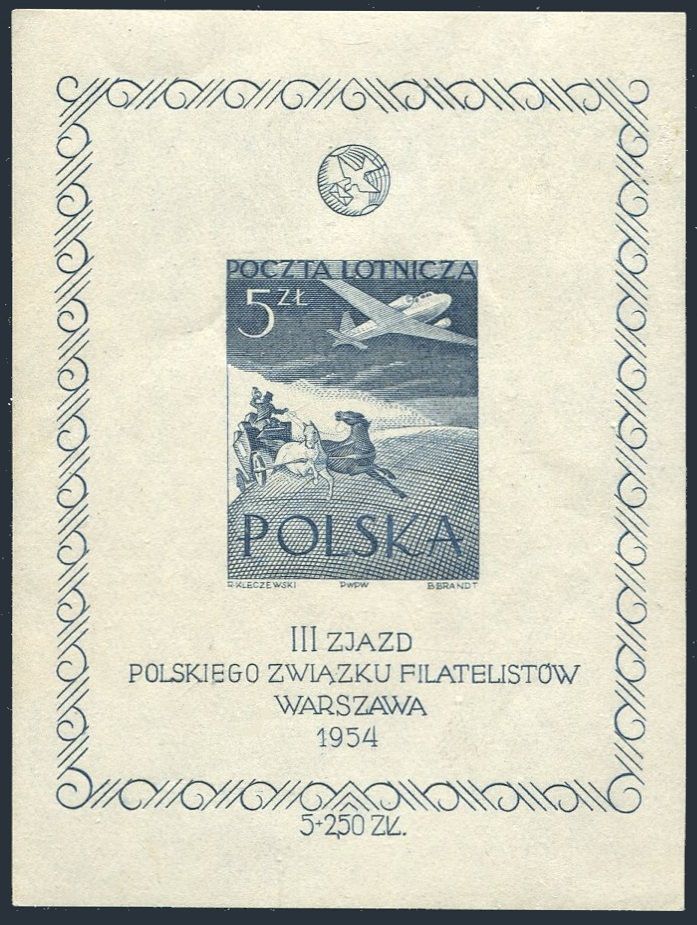 POCZTA LOTNICZA
5 ZŁ
POLSKA
R. KLECZEWSKI PWPW B. BRANDT
III ZJAZD
POLSKIEGO ZWIĄZKU FILATELISTÓW
WARSZAWA
1954
5+2,50 ZŁ.